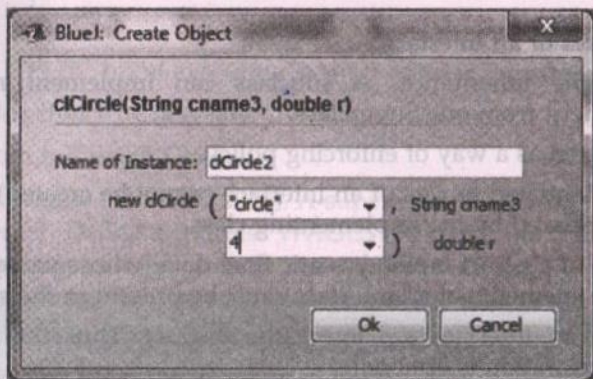 BlueJ: Create Object
x
clCircle(String cname3, double r)
Name of Instance: clCircle2
new clCircle ( "circle" , String cname3
4 ) double r
Ok Cancel